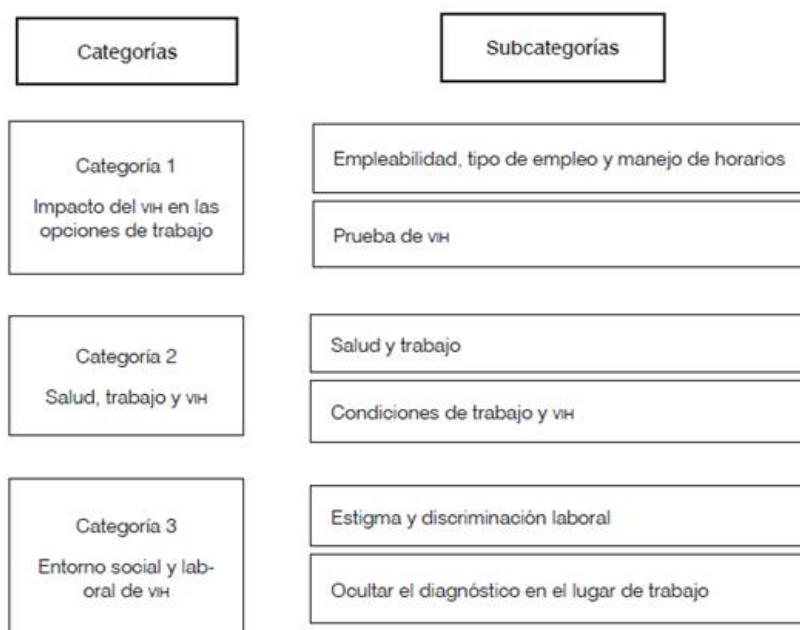 Categorías
Subcategorías
Categoría 1
Impacto del VIH en las
opciones de trabajo
Empleabilidad, tipo de empleo y manejo de horarios
Prueba de VIH
Categoría 2
Salud, trabajo y VIH
Salud y trabajo
Condiciones de trabajo y VIH
Categoría 3
Entorno social y lab-
oral de VIH
Estigma y discriminación laboral
Ocultar el diagnóstico en el lugar de trabajo